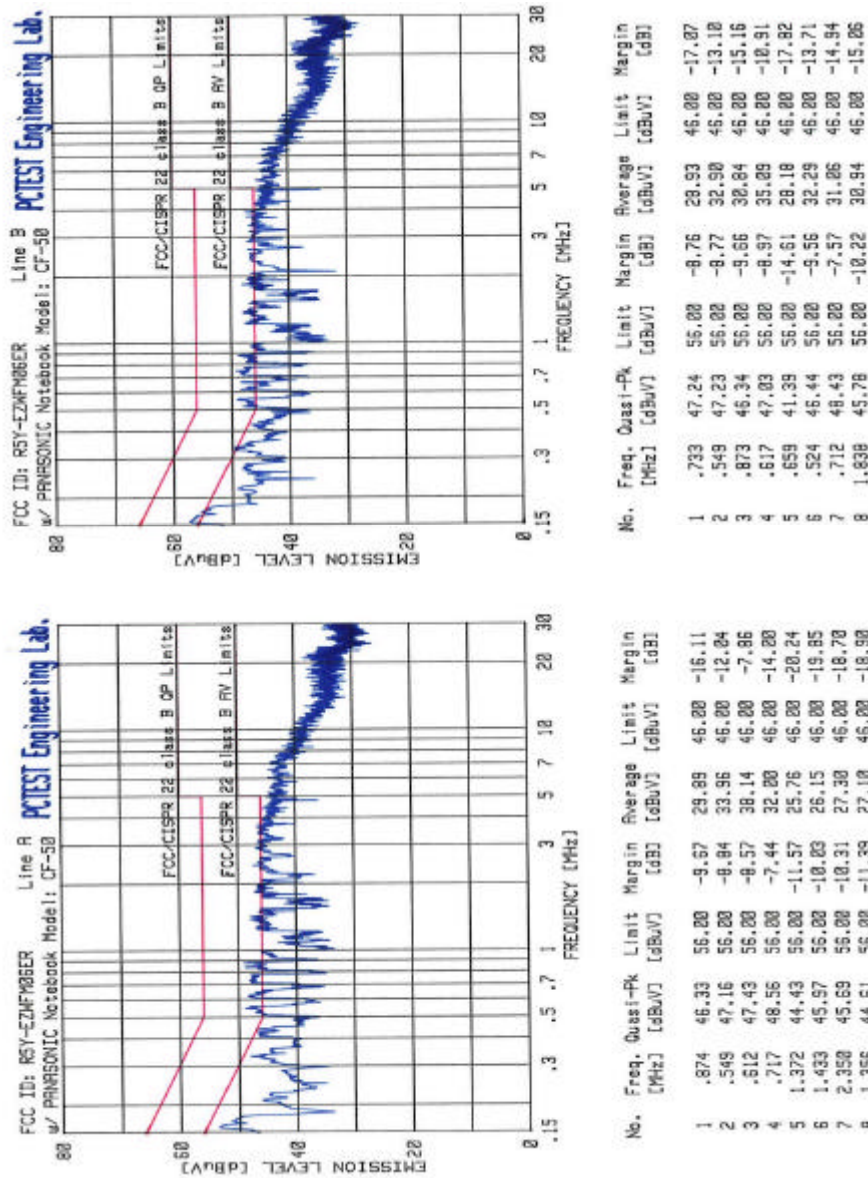 FCC ID: R5Y-EZWFM06ER Line A PCTEST Engineering Lab.
w/ PANASONIC Notebook Model: CF-50
EMISSION LEVEL [dBuV]
80
60
40
20
0
FCC/CISPR 22 class B QP Limits
FCC/CISPR 22 class B AV Limits
.15 .3 .5 .7 1 3 5 7 10 20 30
FREQUENCY [MHz]
No. Freq. Quasi-Pk Limit Margin Average Limit Margin
[MHz] [dBuV] [dBuV] [dB] [dBuV] [dBuV] [dB]
1 .874 46.33 56.00 -9.67 29.89 46.00 -16.11
2 .549 47.16 56.00 -8.84 33.96 46.00 -12.04
3 .612 47.43 56.00 -8.57 38.14 46.00 -7.86
4 .717 48.56 56.00 -7.44 32.00 46.00 -14.00
5 1.372 44.43 56.00 -11.57 25.76 46.00 -20.24
6 1.433 45.97 56.00 -10.03 26.15 46.00 -19.85
7 2.350 45.69 56.00 -10.31 27.30 46.00 -18.70
8 1.356 44.61 56.00 -11.39 27.10 46.00 -18.90
FCC ID: R5Y-EZWFM06ER Line B PCTEST Engineering Lab.
w/ PANASONIC Notebook Model: CF-50
EMISSION LEVEL [dBuV]
80
60
40
20
0
FCC/CISPR 22 class B QP Limits
FCC/CISPR 22 class B AV Limits
.15 .3 .5 .7 1 3 5 7 10 20 30
FREQUENCY [MHz]
No. Freq. Quasi-Pk Limit Margin Average Limit Margin
[MHz] [dBuV] [dBuV] [dB] [dBuV] [dBuV] [dB]
1 .733 47.24 56.00 -8.76 28.93 46.00 -17.07
2 .549 47.23 56.00 -8.77 32.90 46.00 -13.10
3 .873 46.34 56.00 -9.66 30.84 46.00 -15.16
4 .617 47.03 56.00 -8.97 35.09 46.00 -10.91
5 .659 41.39 56.00 -14.61 28.18 46.00 -17.82
6 .524 46.44 56.00 -9.56 32.29 46.00 -13.71
7 .712 48.43 56.00 -7.57 31.06 46.00 -14.94
8 1.838 45.78 56.00 -10.22 30.94 46.00 -15.06